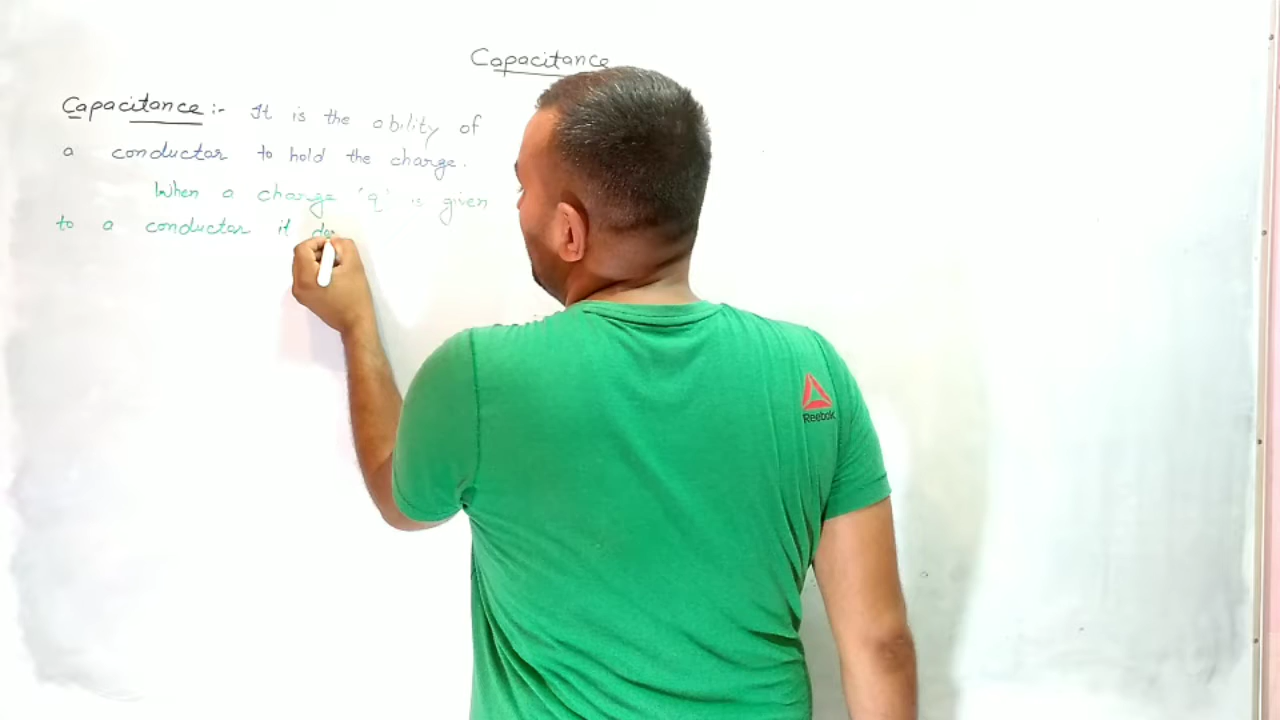 Capacitance
Capacitance :- It is the ability of
a conductor to hold the charge.
When a charge 'q' is given
to a conductor it
Reebok